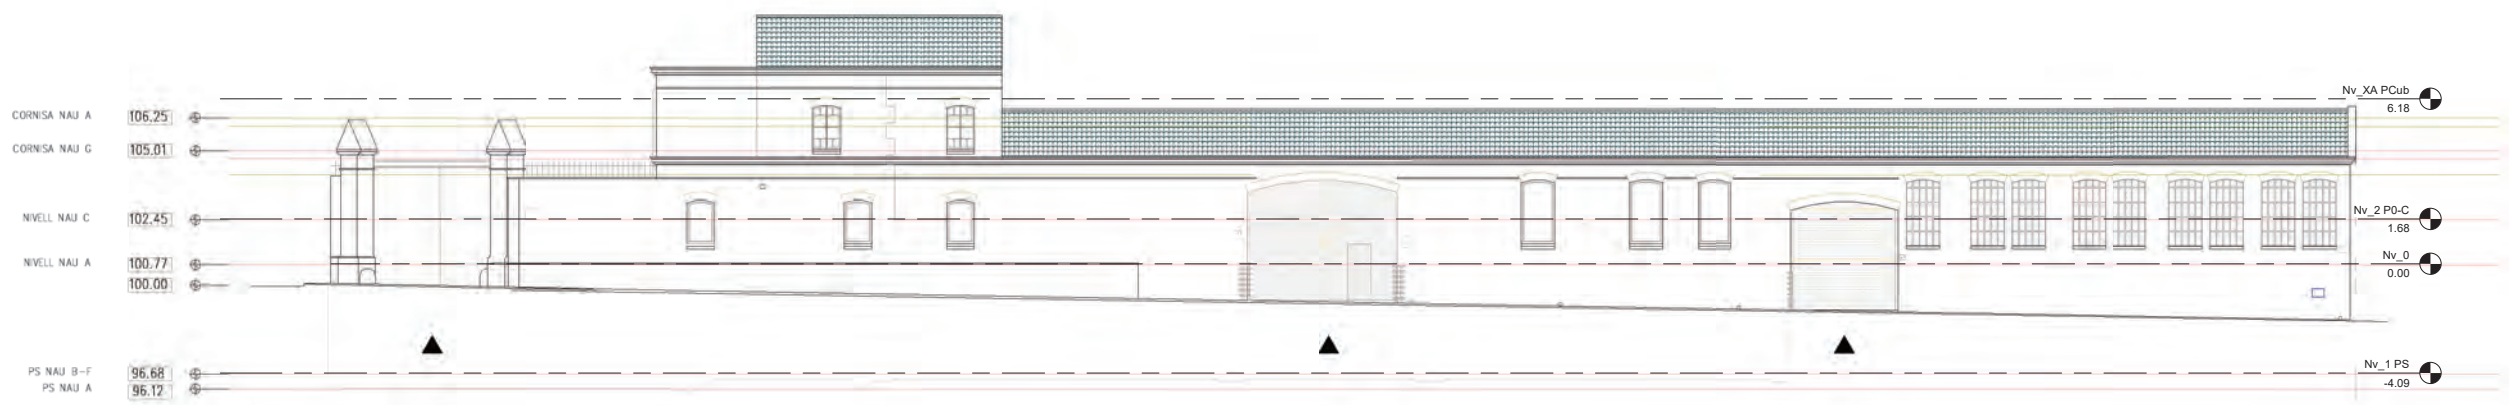 Nv_XA PCub
6.18
CORNISA NAU A 106.25
CORNISA NAU G 105.01
NIVELL NAU C 102.45
Nv_2 P0-C
1.68
NIVELL NAU A 100.77
Nv_0
0.00
100.00
PS NAU B-F 96.68
Nv_1 PS
-4.09
PS NAU A 96.12